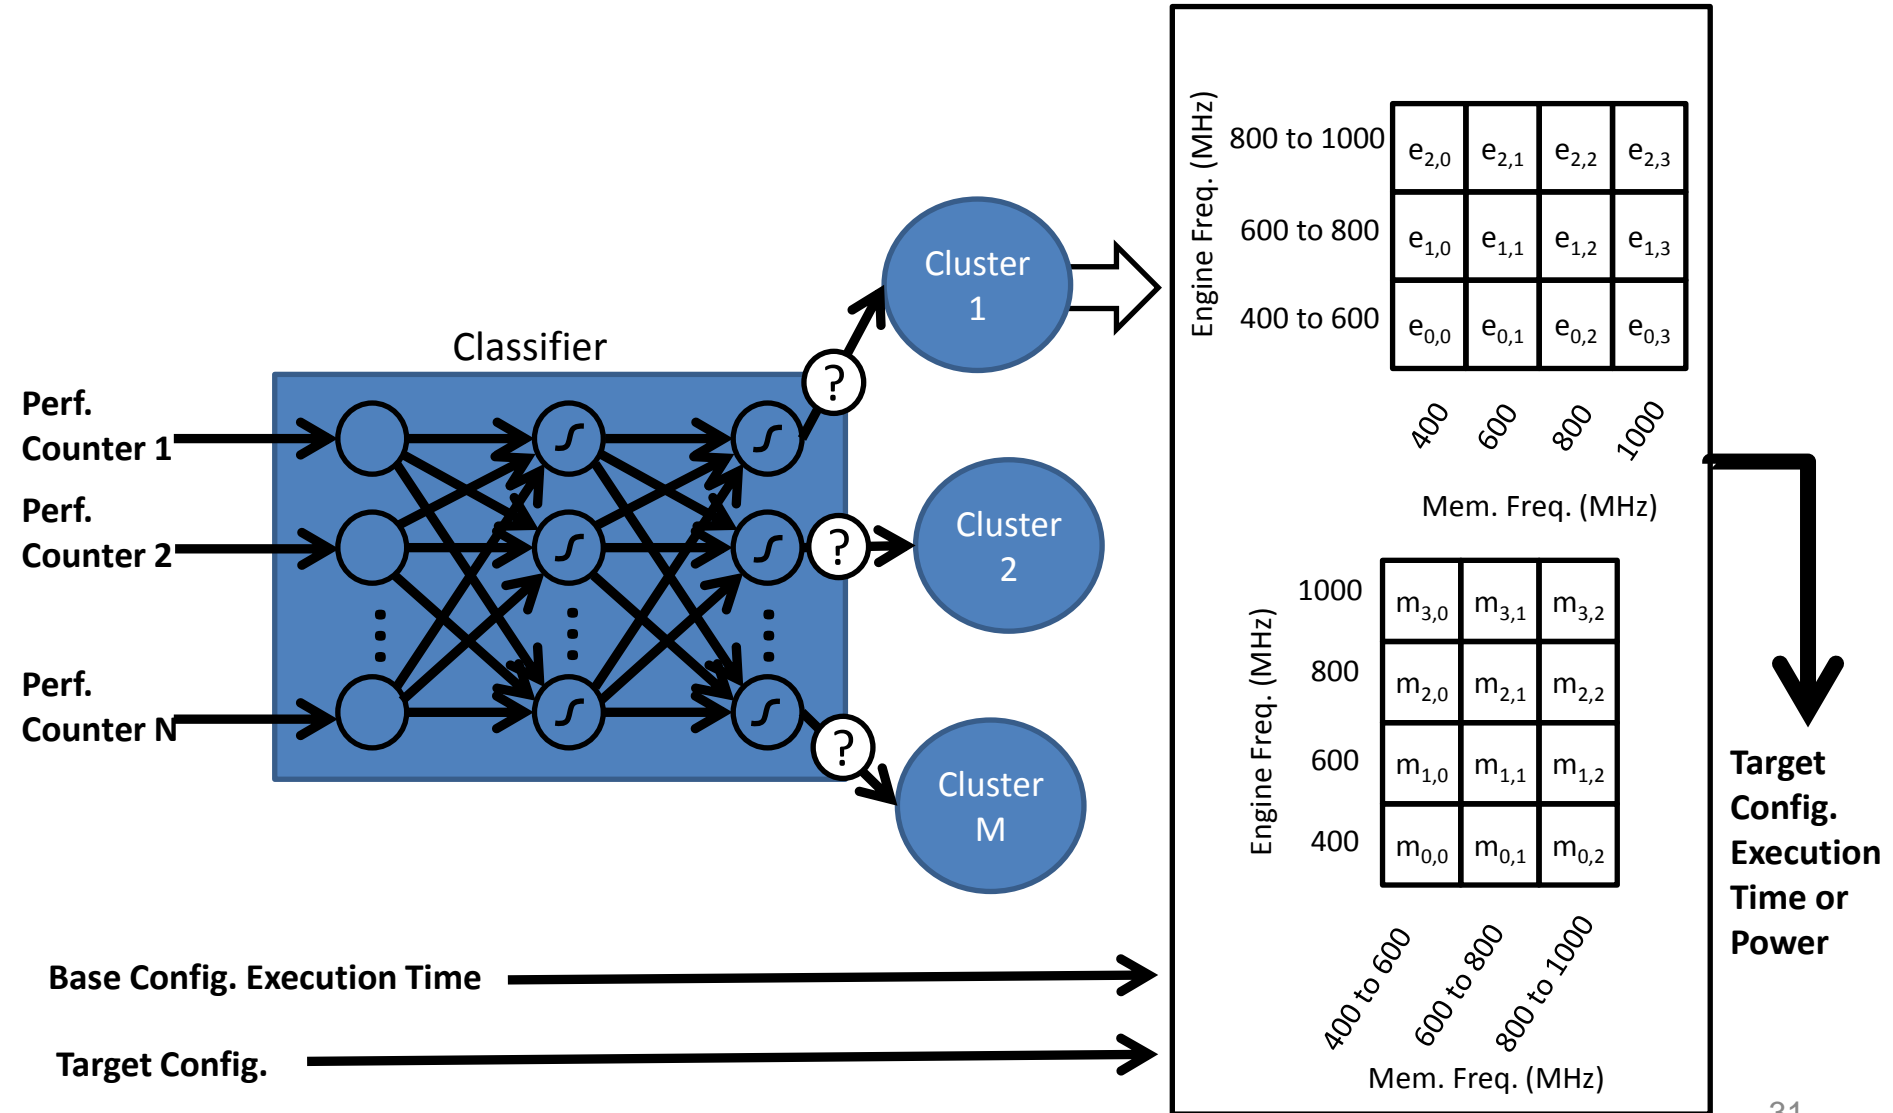 Classifier
Perf.
Counter 1
Perf.
Counter 2
Perf.
Counter N
?
?
?
Cluster
1
Cluster
2
Cluster
M
Base Config. Execution Time
Target Config.
Engine Freq. (MHz)
800 to 1000 e2,0 e2,1 e2,2 e2,3
600 to 800 e1,0 e1,1 e1,2 e1,3
400 to 600 e0,0 e0,1 e0,2 e0,3
400 600 800 1000
Mem. Freq. (MHz)
Engine Freq. (MHz)
1000 m3,0 m3,1 m3,2
800 m2,0 m2,1 m2,2
600 m1,0 m1,1 m1,2
400 m0,0 m0,1 m0,2
400 to 600 600 to 800 800 to 1000
Mem. Freq. (MHz)
Target
Config.
Execution
Time or
Power
31